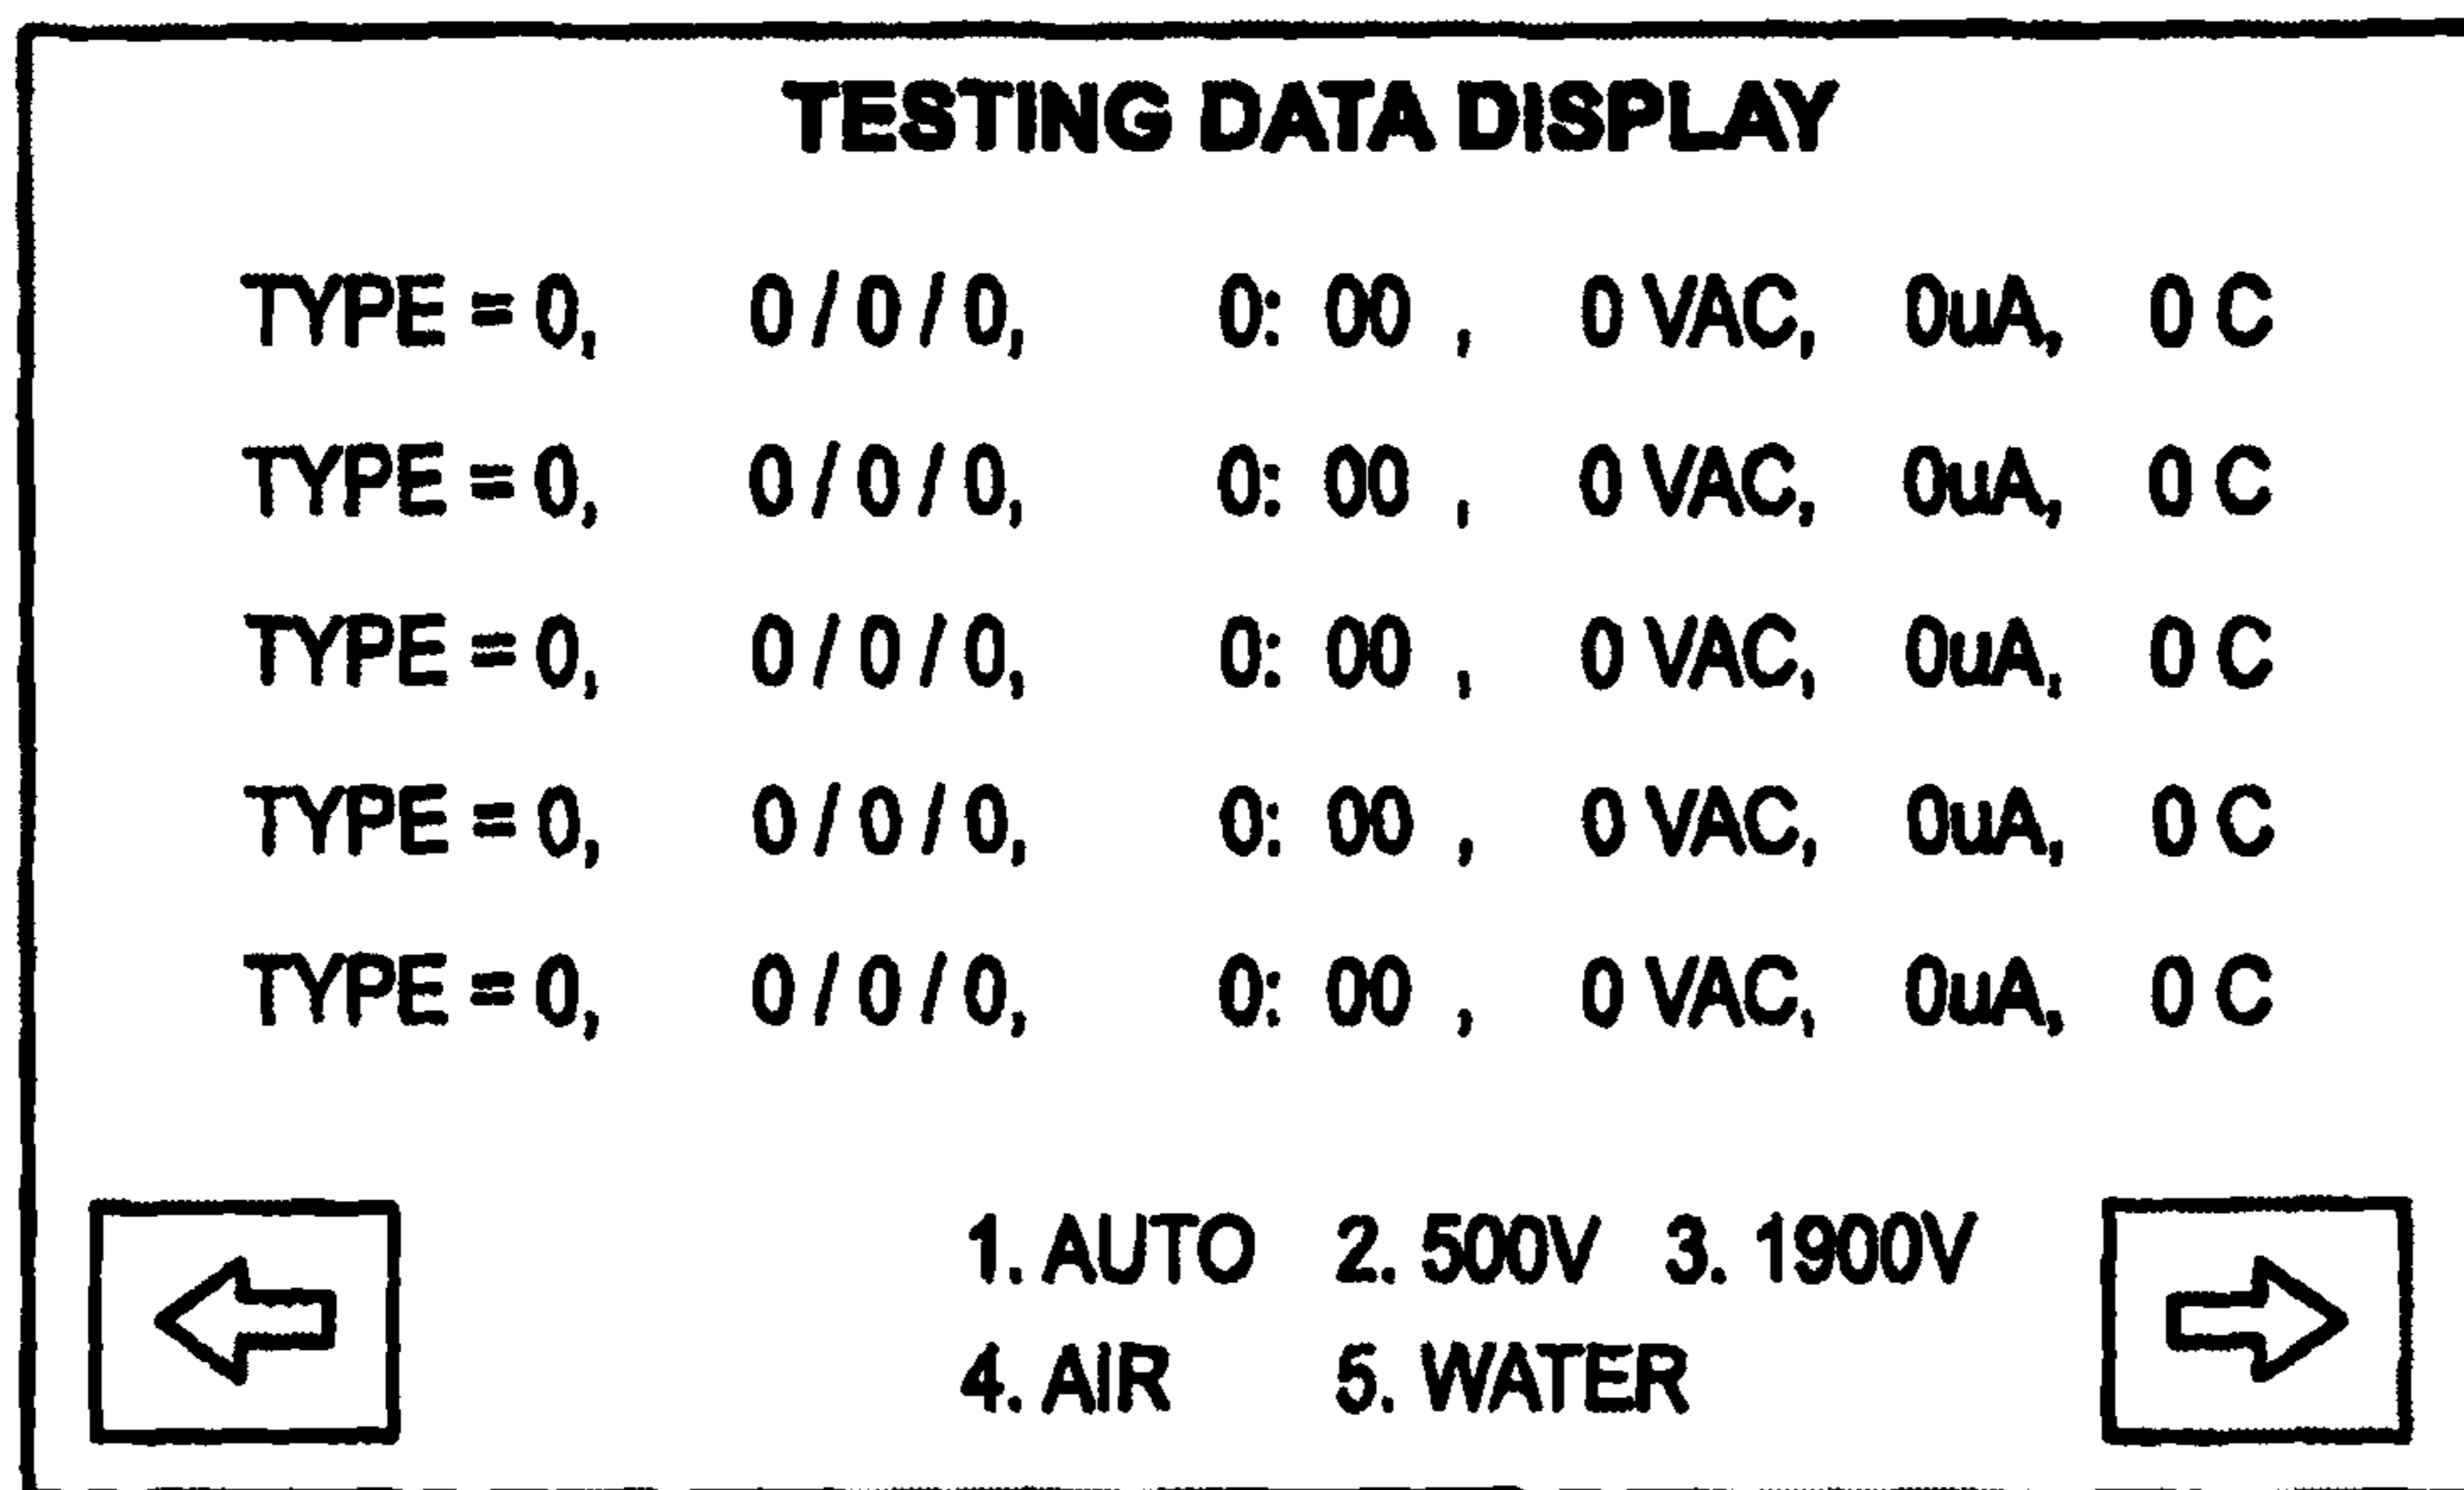 TESTING DATA DISPLAY
TYPE = 0, 0 / 0 / 0, 0: 00 , 0 VAC, 0uA, 0 C
TYPE = 0, 0 / 0 / 0, 0: 00 , 0 VAC, 0uA, 0 C
TYPE = 0, 0 / 0 / 0, 0: 00 , 0 VAC, 0uA, 0 C
TYPE = 0, 0 / 0 / 0, 0: 00 , 0 VAC, 0uA, 0 C
TYPE = 0, 0 / 0 / 0, 0: 00 , 0 VAC, 0uA, 0 C
1. AUTO 2. 500V 3. 1900V
4. AIR 5. WATER